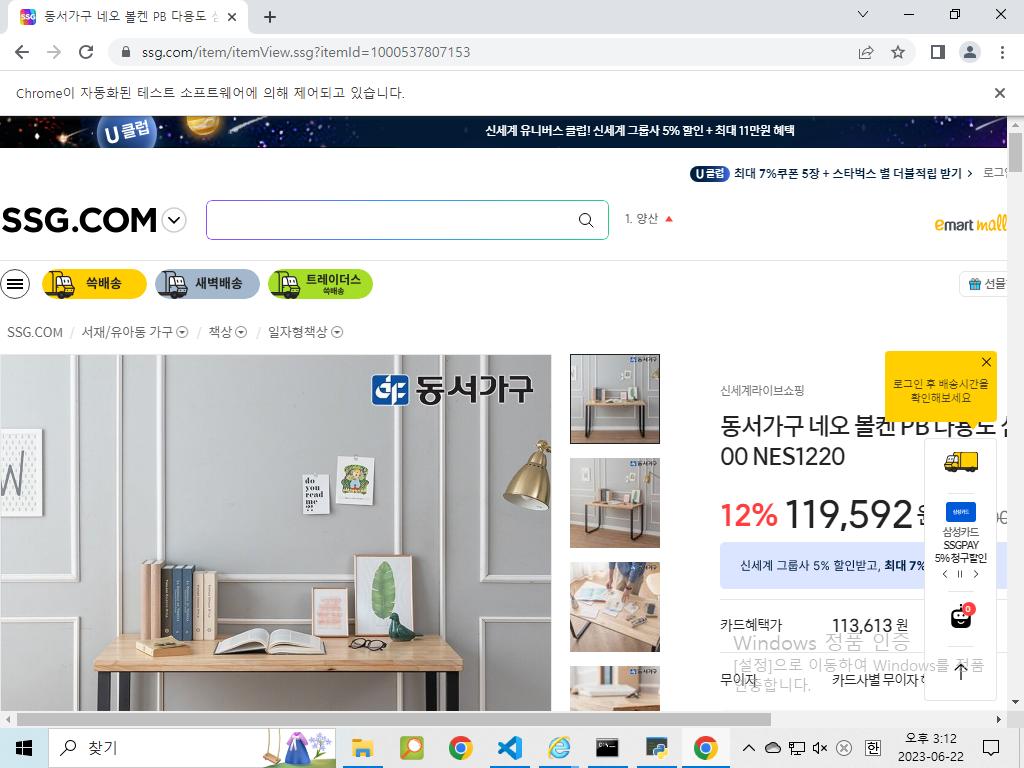 동서가구 네오 볼켄 PB 다용도
ssg.com/item/itemView.ssg?itemId=1000537807153
Chrome이 자동화된 테스트 소프트웨어에 의해 제어되고 있습니다.
U클럽 신세계 유니버스 클럽! 신세계 그룹사 5% 할인 + 최대 11만원 혜택
U클럽 최대 7%쿠폰 5장 + 스타벅스 별 더블적립 받기 >
SSG.COM
1. 양산
emart mall
쓱배송 새벽배송 트레이더스
쓱배송
선물
SSG.COM / 서재/유아동 가구 / 책상 / 일자형책상
동서가구
로그인 후 배송시간을
확인해보세요
신세계라이브쇼핑
동서가구 네오 볼켄 PB 다용도
00 NES1220
do
you
read
me
W
12% 119,592
삼성카드
삼성카드
SSGPAY
5% 청구할인
신세계 그룹사 5% 할인받고, 최대 7%
0
카드혜택가 113,613 원
Windows 정품 인증
[설정]으로 이동하여 Windows를 정품
인증합니다.
무이자 카드사별 무이자
찾기
한
오후 3:12
2023-06-22